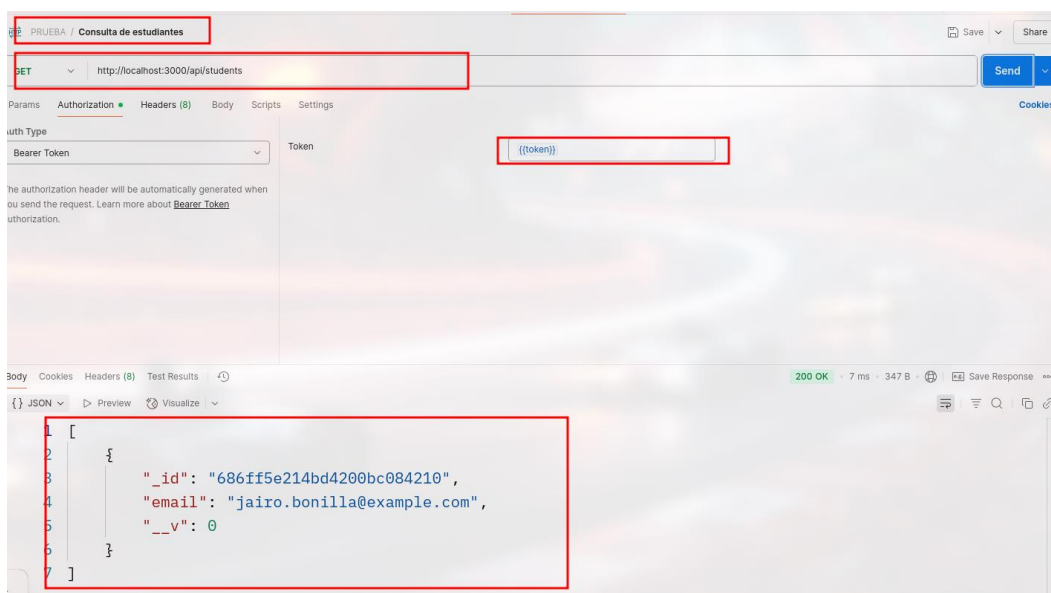 PRUEBA / Consulta de estudiantes
Save
Share
GET http://localhost:3000/api/students
Send
Params Authorization Headers (8) Body Scripts Settings
Cookies
Auth Type
Bearer Token
Token
{{token}}
The authorization header will be automatically generated when
you send the request. Learn more about Bearer Token
authorization.
Body Cookies Headers (8) Test Results
200 OK 7 ms 347 B
Save Response
{} JSON Preview Visualize
1 [
2 {
3 "_id": "686ff5e214bd4200bc084210",
4 "email": "jairo.bonilla@example.com",
5 "__v": 0
6 }
7 ]